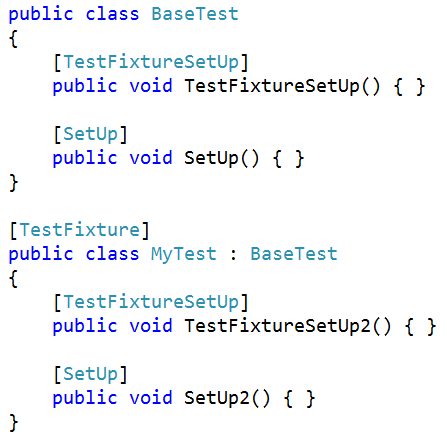 public class BaseTest
{
    [TestFixtureSetUp]
    public void TestFixtureSetUp() { }

    [SetUp]
    public void SetUp() { }
}

[TestFixture]
public class MyTest : BaseTest
{
    [TestFixtureSetUp]
    public void TestFixtureSetUp2() { }

    [SetUp]
    public void SetUp2() { }
}